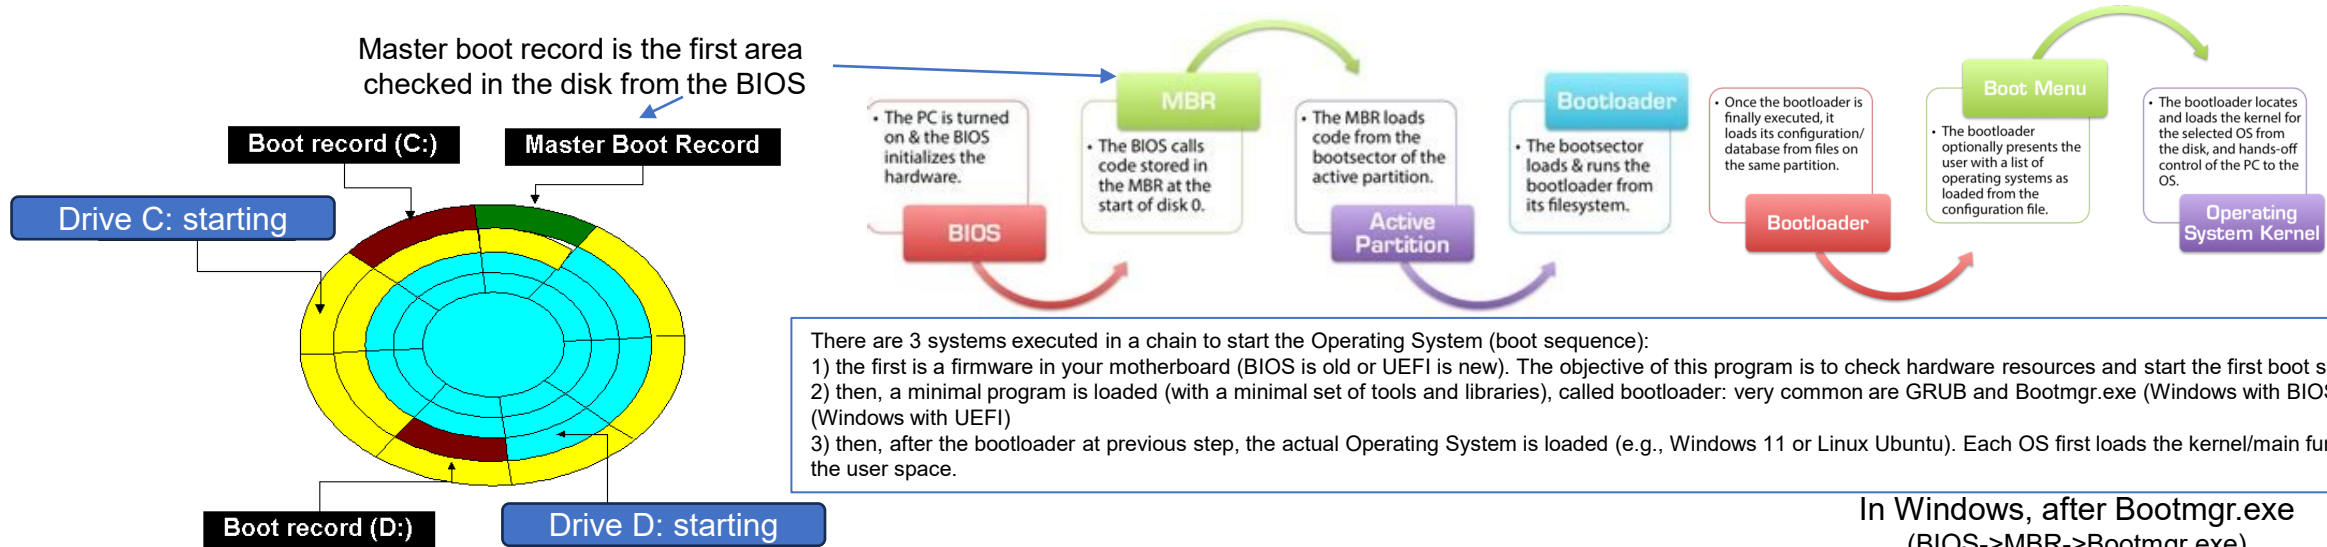 Master boot record is the first area
checked in the disk from the BIOS
Boot record (C:)
Master Boot Record
Drive C: starting
Boot record (D:)
Drive D: starting
• The PC is turned
on & the BIOS
initializes the
hardware.
BIOS
MBR
• The BIOS calls
code stored in
the MBR at the
start of disk 0.
• The MBR loads
code from the
bootsector of the
active partition.
Active
Partition
Bootloader
• The bootsector
loads & runs the
bootloader from
its filesystem.
• Once the bootloader is
finally executed, it
loads its configuration/
database from files on
the same partition.
Bootloader
Boot Menu
• The bootloader
optionally presents the
user with a list of
operating systems as
loaded from the
configuration file.
• The bootloader locates
and loads the kernel for
the selected OS from
the disk, and hands-off
control of the PC to the
OS.
Operating
System Kernel
There are 3 systems executed in a chain to start the Operating System (boot sequence):
1) the first is a firmware in your motherboard (BIOS is old or UEFI is new). The objective of this program is to check hardware resources and start the first boot s
2) then, a minimal program is loaded (with a minimal set of tools and libraries), called bootloader: very common are GRUB and Bootmgr.exe (Windows with BIOS
(Windows with UEFI)
3) then, after the bootloader at previous step, the actual Operating System is loaded (e.g., Windows 11 or Linux Ubuntu). Each OS first loads the kernel/main fu
the user space.
In Windows, after Bootmgr.exe
(BIOS->MBR->Bootmgr.exe)